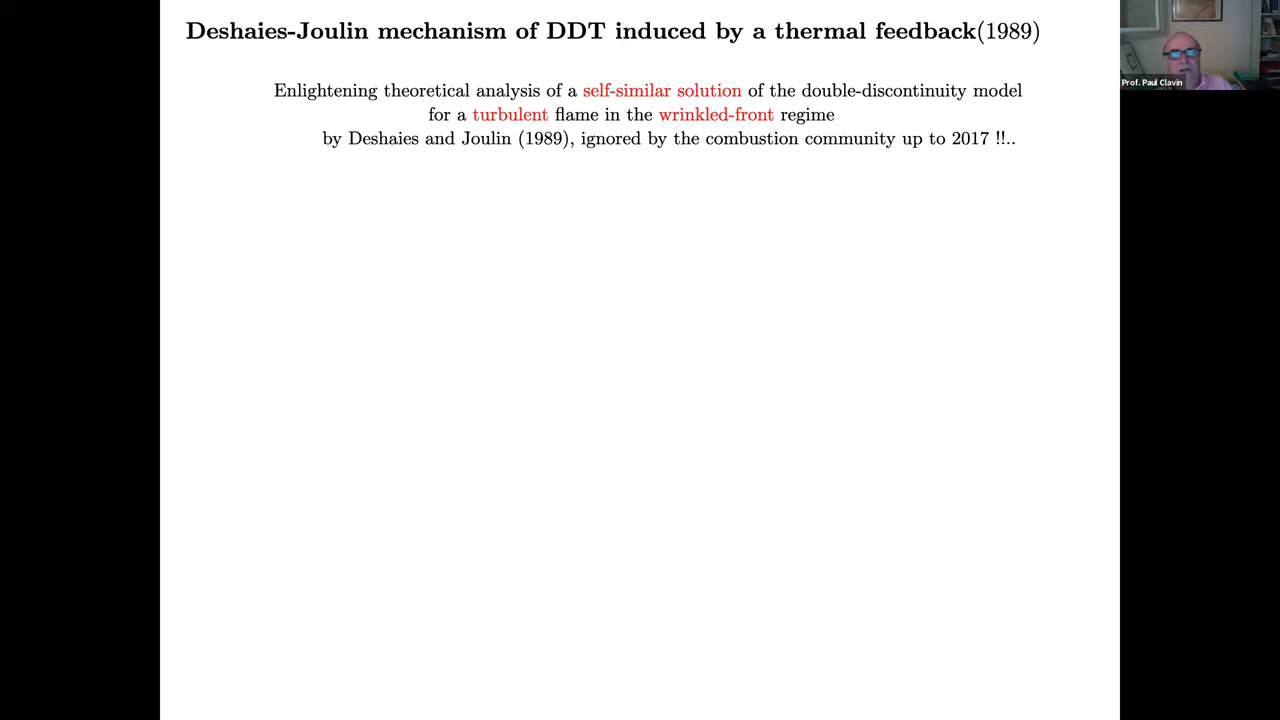 Deshaies-Joulin mechanism of DDT induced by a thermal feedback(1989)
Prof. Paul Clavin
Enlightening theoretical analysis of a self-similar solution of the double-discontinuity model
for a turbulent flame in the wrinkled-front regime
by Deshaies and Joulin (1989), ignored by the combustion community up to 2017 !!..